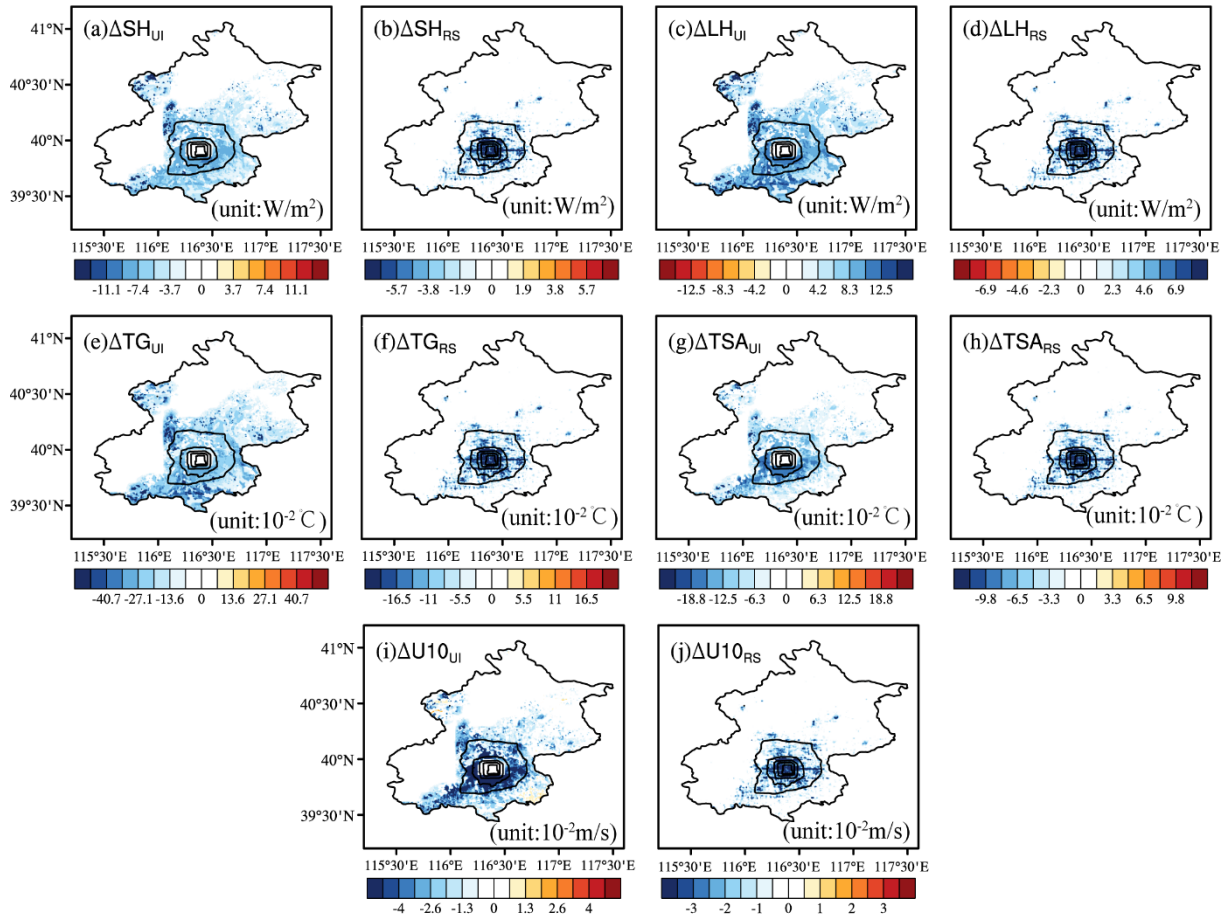 (a)ΔSH_UI (b)ΔSH_RS (c)ΔLH_UI (d)ΔLH_RS
41°N
40°30'N
40°N
39°30'N
(unit:W/m²) (unit:W/m²) (unit:W/m²) (unit:W/m²)
115°30'E 116°E 116.5°E 117°E 117°30'E 115°30'E 116°E 116.5°E 117°E 117°30'E 115°30'E 116°E 116.5°E 117°E 117°30'E 115°30'E 116°E 116.5°E 117°E 117°30'E
-11.1 -7.4 -3.7 0 3.7 7.4 11.1 -5.7 -3.8 -1.9 0 1.9 3.8 5.7 -12.5 -8.3 -4.2 0 4.2 8.3 12.5 -6.9 -4.6 -2.3 0 2.3 4.6 6.9
(e)ΔTG_UI (f)ΔTG_RS (g)ΔTSA_UI (h)ΔTSA_RS
41°N
40°30'N
40°N
39°30'N
(unit:10⁻²℃) (unit:10⁻²℃) (unit:10⁻²℃) (unit:10⁻²℃)
115°30'E 116°E 116.5°E 117°E 117°30'E 115°30'E 116°E 116.5°E 117°E 117°30'E 115°30'E 116°E 116.5°E 117°E 117°30'E 115°30'E 116°E 116.5°E 117°E 117°30'E
-40.7 -27.1 -13.6 0 13.6 27.1 40.7 -16.5 -11 -5.5 0 5.5 11 16.5 -18.8 -12.5 -6.3 0 6.3 12.5 18.8 -9.8 -6.5 -3.3 0 3.3 6.5 9.8
(i)ΔU10_UI (j)ΔU10_RS
41°N
40°30'N
40°N
39°30'N
(unit:10⁻²m/s) (unit:10⁻²m/s)
115°30'E 116°E 116.5°E 117°E 117°30'E 115°30'E 116°E 116.5°E 117°E 117°30'E
-4 -2.6 -1.3 0 1.3 2.6 4 -3 -2 -1 0 1 2 3